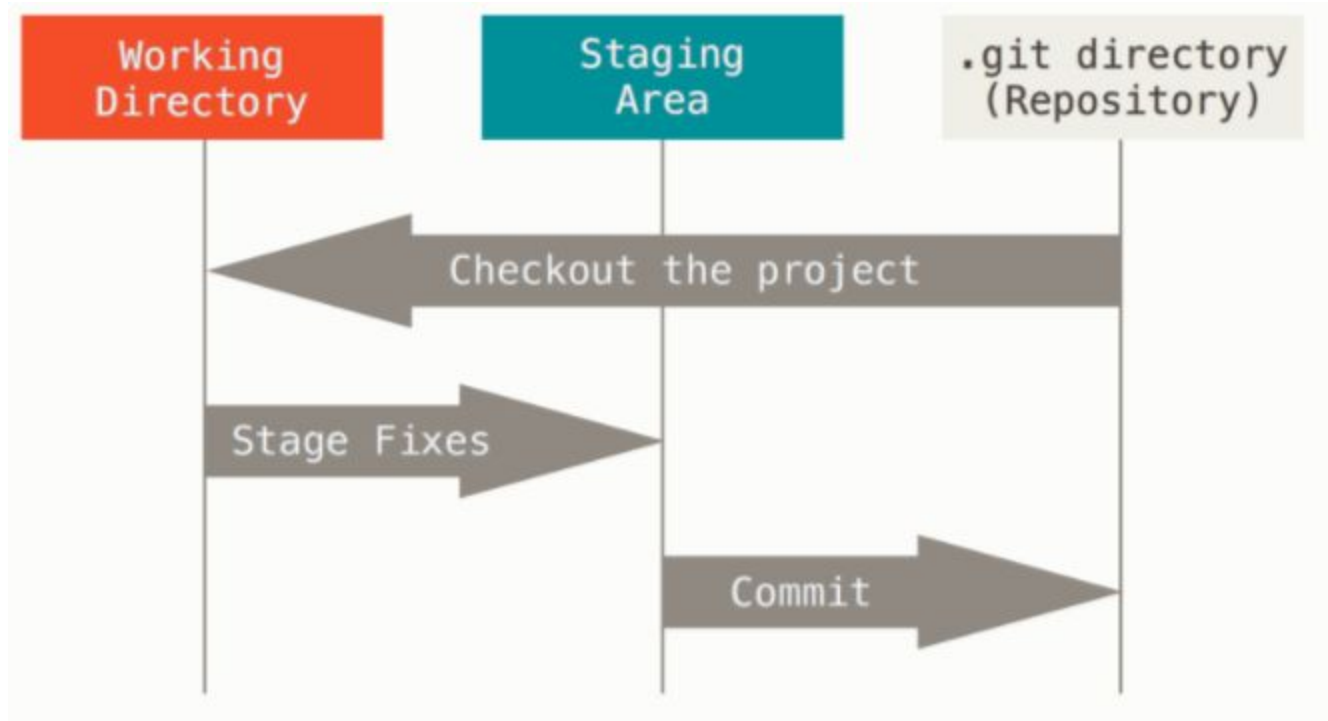 Working
Directory
Staging
Area
.git directory
(Repository)
Checkout the project
Stage Fixes
Commit